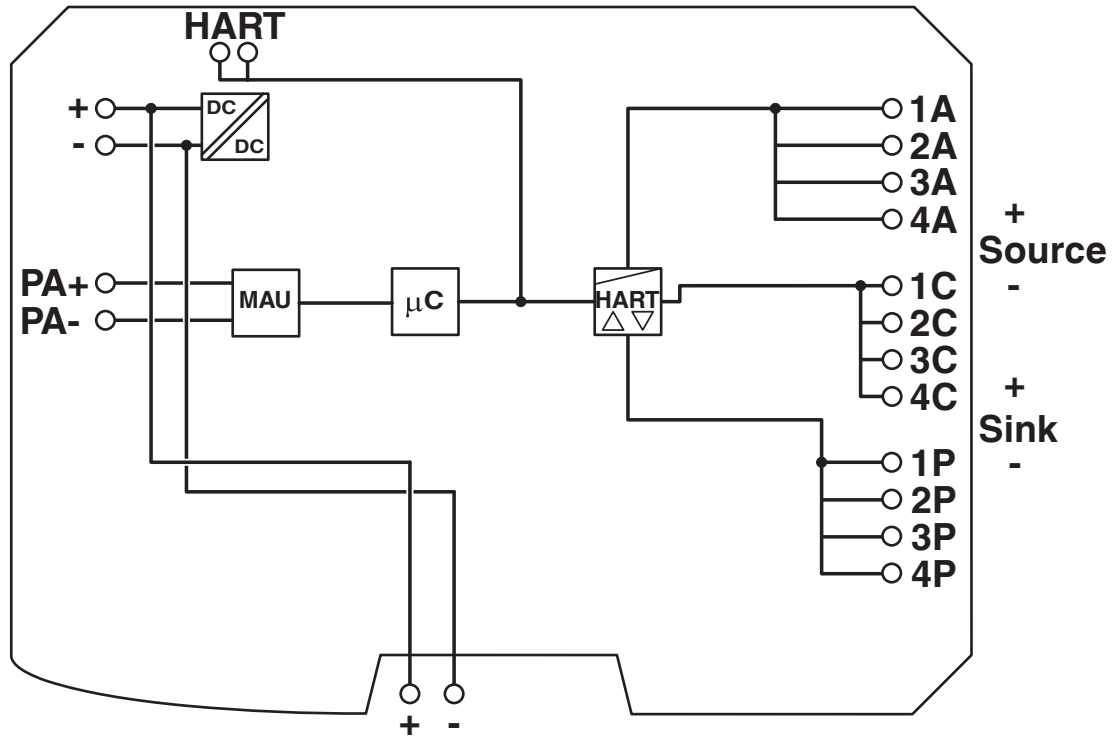 HART
+
-
DC
DC
PA+
PA-
MAU
μC
HART
1A
2A
3A
4A
+
Source
-
1C
2C
3C
4C
+
Sink
-
1P
2P
3P
4P
+ -